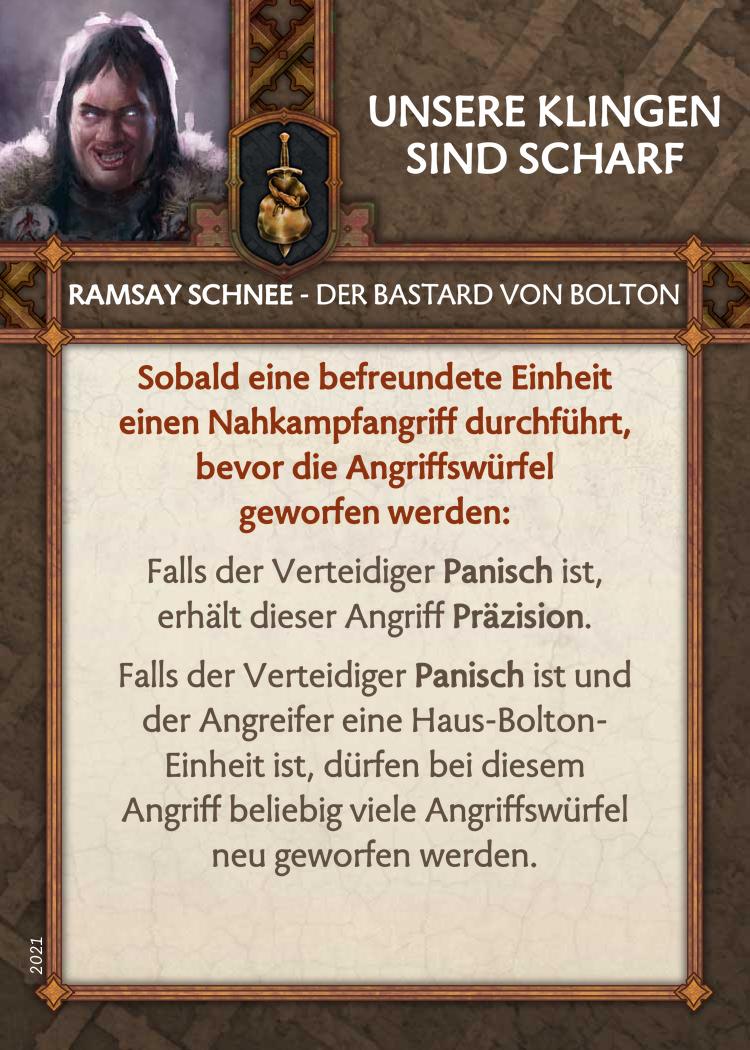 UNSERE KLINGEN
SIND SCHARF
RAMSAY SCHNEE - DER BASTARD VON BOLTON
Sobald eine befreundete Einheit
einen Nahkampfangriff durchführt,
bevor die Angriffswürfel
geworfen werden:
Falls der Verteidiger Panisch ist,
erhält dieser Angriff Präzision.
Falls der Verteidiger Panisch ist und
der Angreifer eine Haus-Bolton-
Einheit ist, dürfen bei diesem
Angriff beliebig viele Angriffswürfel
neu geworfen werden.
2021